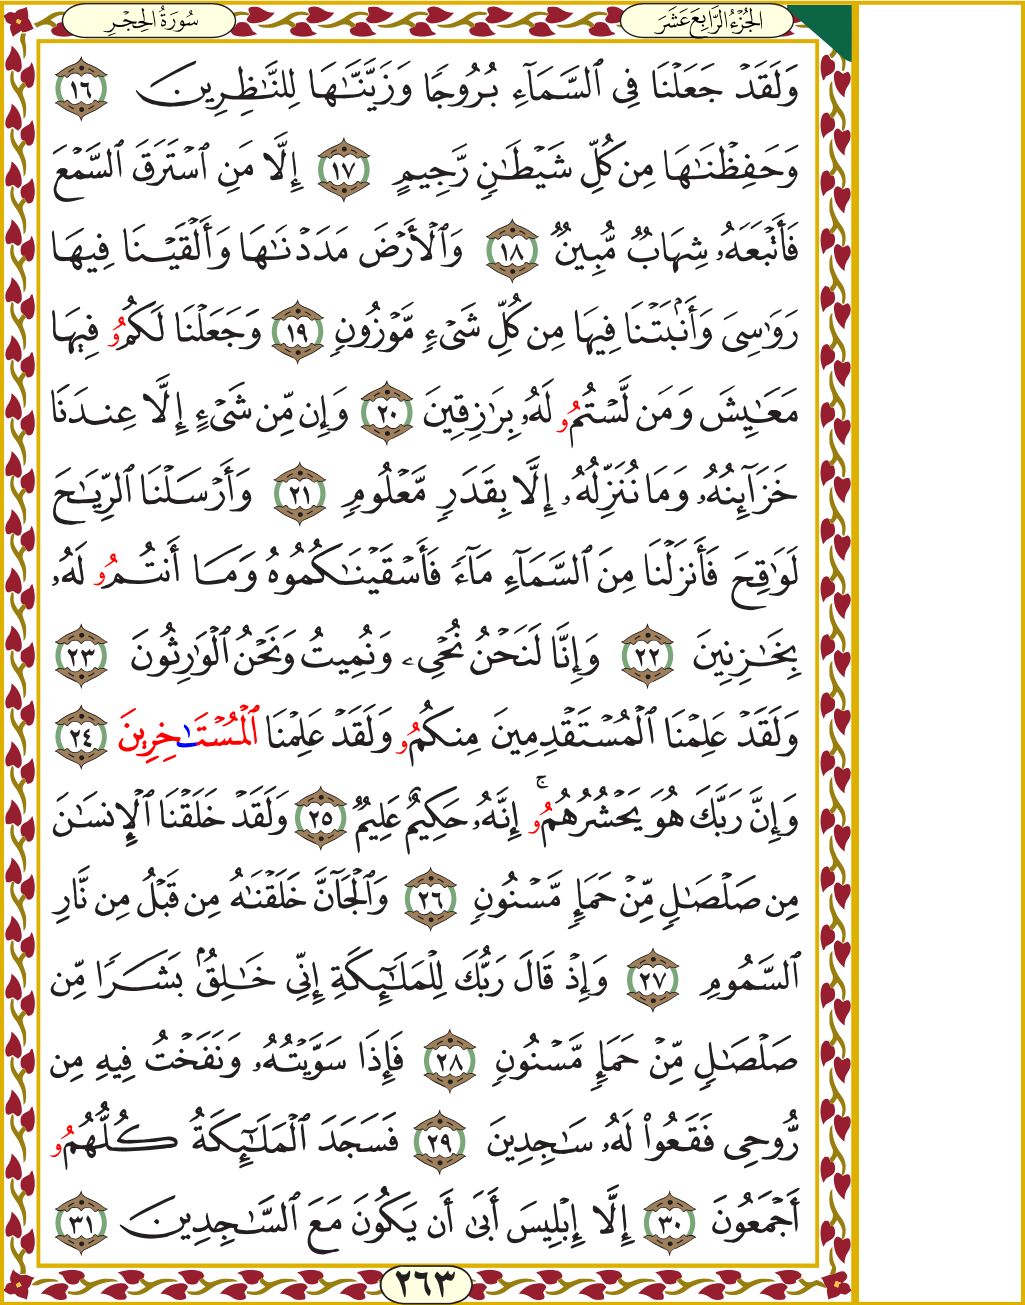 الجُزْءُ الرَّابِعَ عَشَرَ
سُورَةُ الحِجْرِ
وَلَقَدْ جَعَلْنَا فِي ٱلسَّمَآءِ بُرُوجًا وَزَيَّنَّٰهَا لِلنَّٰظِرِينَ ١٦
وَحَفِظْنَٰهَا مِن كُلِّ شَيْطَٰنٍ رَّجِيمٍ ١٧ إِلَّا مَنِ ٱسْتَرَقَ ٱلسَّمْعَ
فَأَتْبَعَهُۥ شِهَابٌ مُّبِينٌ ١٨ وَٱلْأَرْضَ مَدَدْنَٰهَا وَأَلْقَيْنَا فِيهَا
رَوَٰسِىَ وَأَنۢبَتْنَا فِيهَا مِن كُلِّ شَىْءٍ مَّوْزُونٍ ١٩ وَجَعَلْنَا لَكُمُۥ فِيهَا
مَعَٰيِشَ وَمَن لَّسْتُمُۥ لَهُۥ بِرَٰزِقِينَ ٢٠ وَإِن مِّن شَىْءٍ إِلَّا عِندَنَا
خَزَآئِنُهُۥ وَمَا نُنَزِّلُهُۥ إِلَّا بِقَدَرٍ مَّعْلُومٍ ٢١ وَأَرْسَلْنَا ٱلرِّيَٰحَ
لَوَٰقِحَ فَأَنزَلْنَا مِنَ ٱلسَّمَآءِ مَآءً فَأَسْقَيْنَٰكُمُوهُ وَمَا أَنتُمُۥ لَهُۥ
بِخَٰزِنِينَ ٢٢ وَإِنَّا لَنَحْنُ نُحْىِۦ وَنُمِيتُ وَنَحْنُ ٱلْوَٰرِثُونَ ٢٣
وَلَقَدْ عَلِمْنَا ٱلْمُسْتَقْدِمِينَ مِنكُمُۥ وَلَقَدْ عَلِمْنَا ٱلْمُسْتَٰخِرِينَ ٢٤
وَإِنَّ رَبَّكَ هُوَ يَحْشُرُهُمُۥۚ إِنَّهُۥ حَكِيمٌ عَلِيمٌ ٢٥ وَلَقَدْ خَلَقْنَا ٱلْإِنسَٰنَ
مِن صَلْصَٰلٍ مِّنْ حَمَإٍ مَّسْنُونٍ ٢٦ وَٱلْجَآنَّ خَلَقْنَٰهُ مِن قَبْلُ مِن نَّارِ
ٱلسَّمُومِ ٢٧ وَإِذْ قَالَ رَبُّكَ لِلْمَلَٰٓئِكَةِ إِنِّى خَٰلِقٌۢ بَشَرًا مِّن
صَلْصَٰلٍ مِّنْ حَمَإٍ مَّسْنُونٍ ٢٨ فَإِذَا سَوَّيْتُهُۥ وَنَفَخْتُ فِيهِ مِن
رُّوحِى فَقَعُوا۟ لَهُۥ سَٰجِدِينَ ٢٩ فَسَجَدَ ٱلْمَلَٰٓئِكَةُ كُلُّهُمُۥ
أَجْمَعُونَ ٣٠ إِلَّا إِبْلِيسَ أَبَىٰ أَن يَكُونَ مَعَ ٱلسَّٰجِدِينَ ٣١
٢٦٣